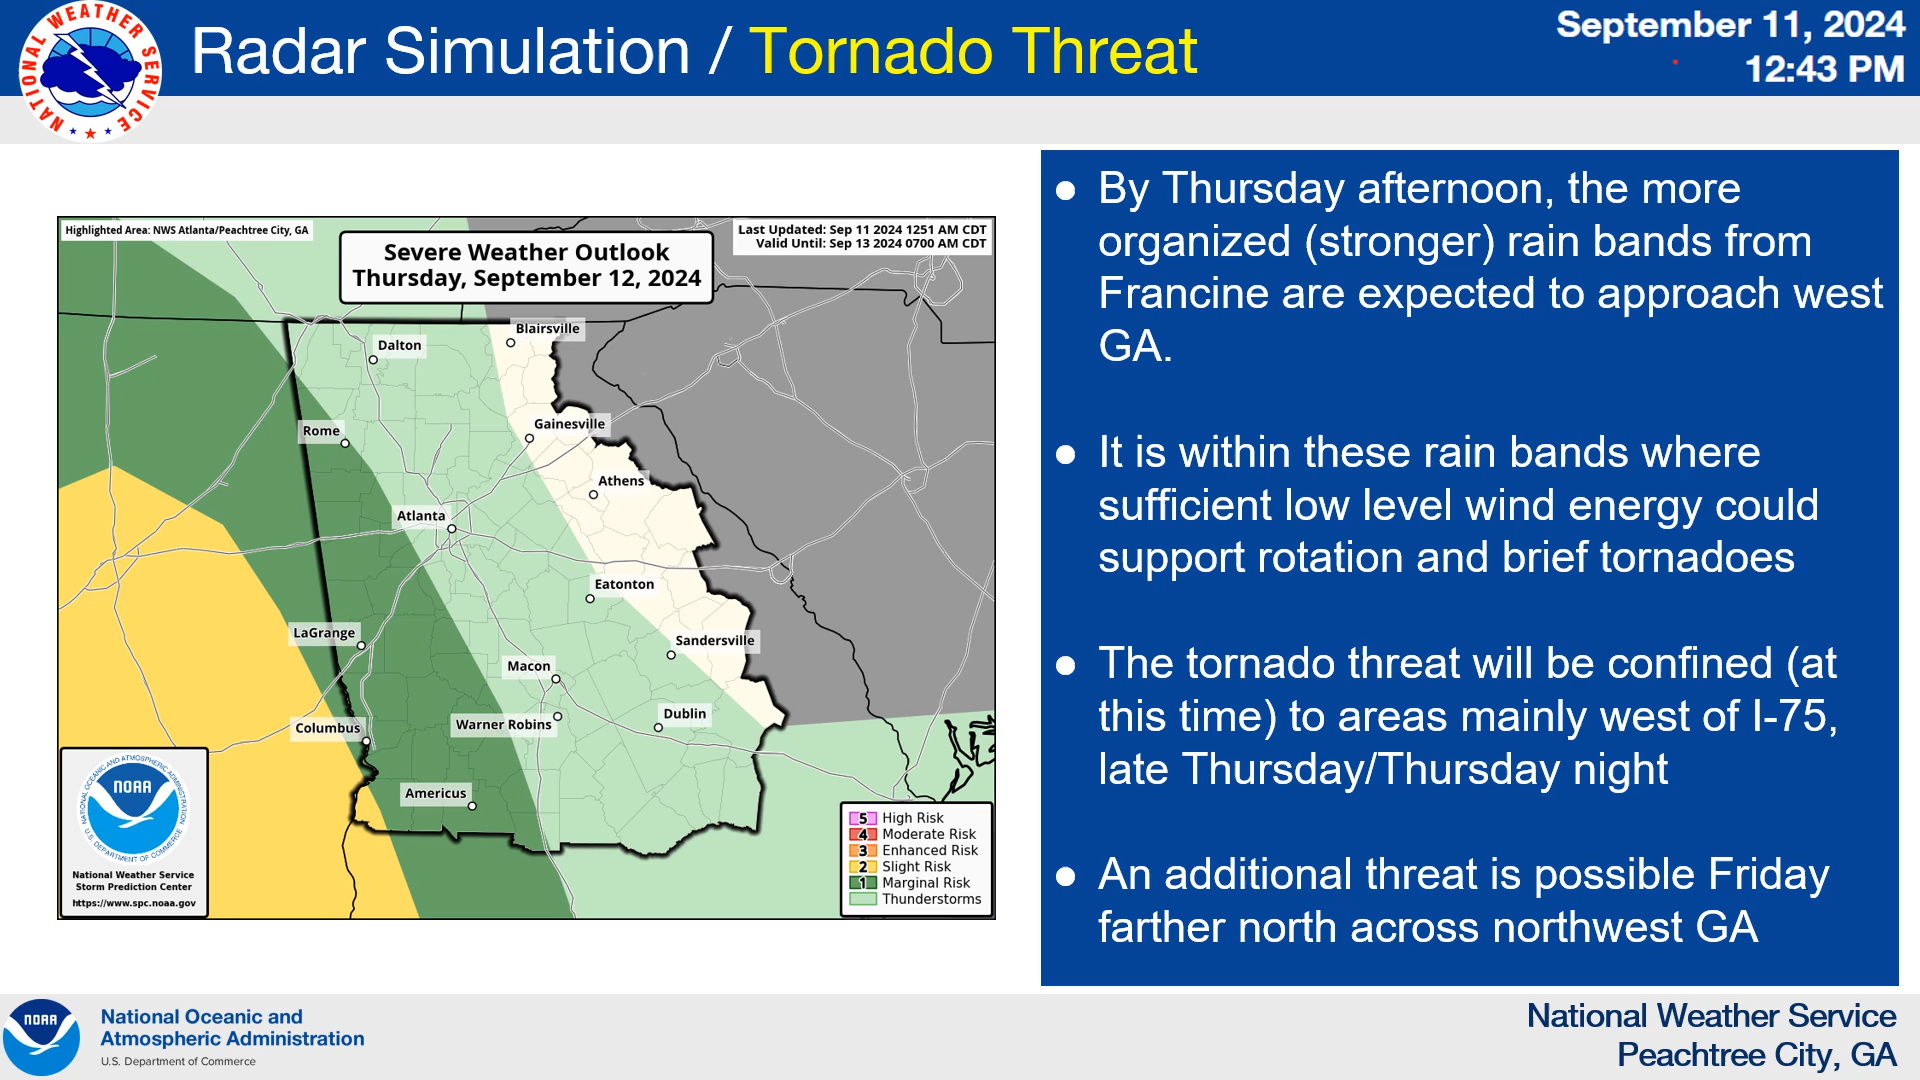 NATIONAL WEATHER SERVICE
Radar Simulation / Tornado Threat
September 11, 2024
12:43 PM
Highlighted Area: NWS Atlanta/Peachtree City, GA
Severe Weather Outlook
Thursday, September 12, 2024
Last Updated: Sep 11 2024 1251 AM CDT
Valid Until: Sep 13 2024 0700 AM CDT
Blairsville
Dalton
Gainesville
Rome
Athens
Atlanta
Eatonton
LaGrange
Sandersville
Macon
Dublin
Warner Robins
Columbus
Americus
NATIONAL OCEANIC AND ATMOSPHERIC ADMINISTRATION
NOAA
U.S. DEPARTMENT OF COMMERCE
National Weather Service
Storm Prediction Center
https://www.spc.noaa.gov
5 High Risk
4 Moderate Risk
3 Enhanced Risk
2 Slight Risk
1 Marginal Risk
Thunderstorms
● By Thursday afternoon, the more
organized (stronger) rain bands from
Francine are expected to approach west
GA.
● It is within these rain bands where
sufficient low level wind energy could
support rotation and brief tornadoes
● The tornado threat will be confined (at
this time) to areas mainly west of I-75,
late Thursday/Thursday night
● An additional threat is possible Friday
farther north across northwest GA
NOAA
National Oceanic and
Atmospheric Administration
U.S. Department of Commerce
National Weather Service
Peachtree City, GA